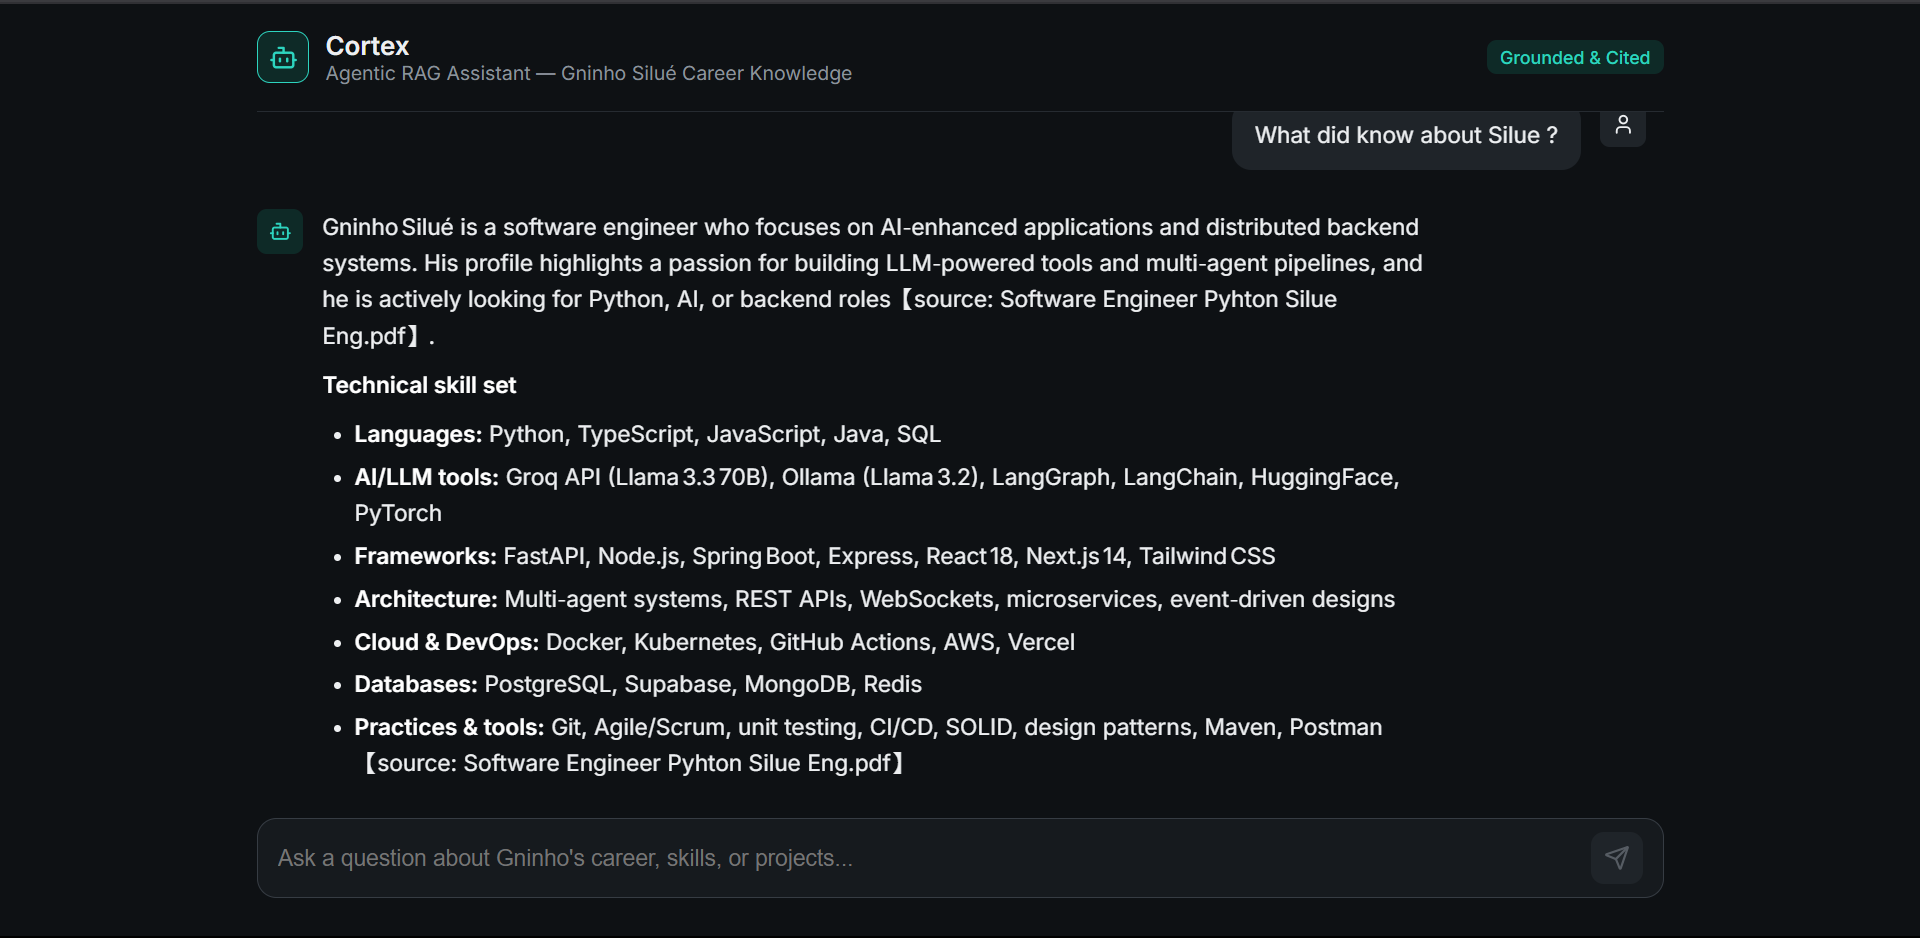 Cortex
Agentic RAG Assistant — Gninho Silué Career Knowledge
Grounded & Cited
What did know about Silue ?
Gninho Silué is a software engineer who focuses on AI-enhanced applications and distributed backend
systems. His profile highlights a passion for building LLM-powered tools and multi-agent pipelines, and
he is actively looking for Python, AI, or backend roles【source: Software Engineer Pyhton Silue
Eng.pdf】.
Technical skill set
• Languages: Python, TypeScript, JavaScript, Java, SQL
• AI/LLM tools: Groq API (Llama 3.3 70B), Ollama (Llama 3.2), LangGraph, LangChain, HuggingFace,
PyTorch
• Frameworks: FastAPI, Node.js, Spring Boot, Express, React 18, Next.js 14, Tailwind CSS
• Architecture: Multi-agent systems, REST APIs, WebSockets, microservices, event-driven designs
• Cloud & DevOps: Docker, Kubernetes, GitHub Actions, AWS, Vercel
• Databases: PostgreSQL, Supabase, MongoDB, Redis
• Practices & tools: Git, Agile/Scrum, unit testing, CI/CD, SOLID, design patterns, Maven, Postman
【source: Software Engineer Pyhton Silue Eng.pdf】
Ask a question about Gninho's career, skills, or projects...